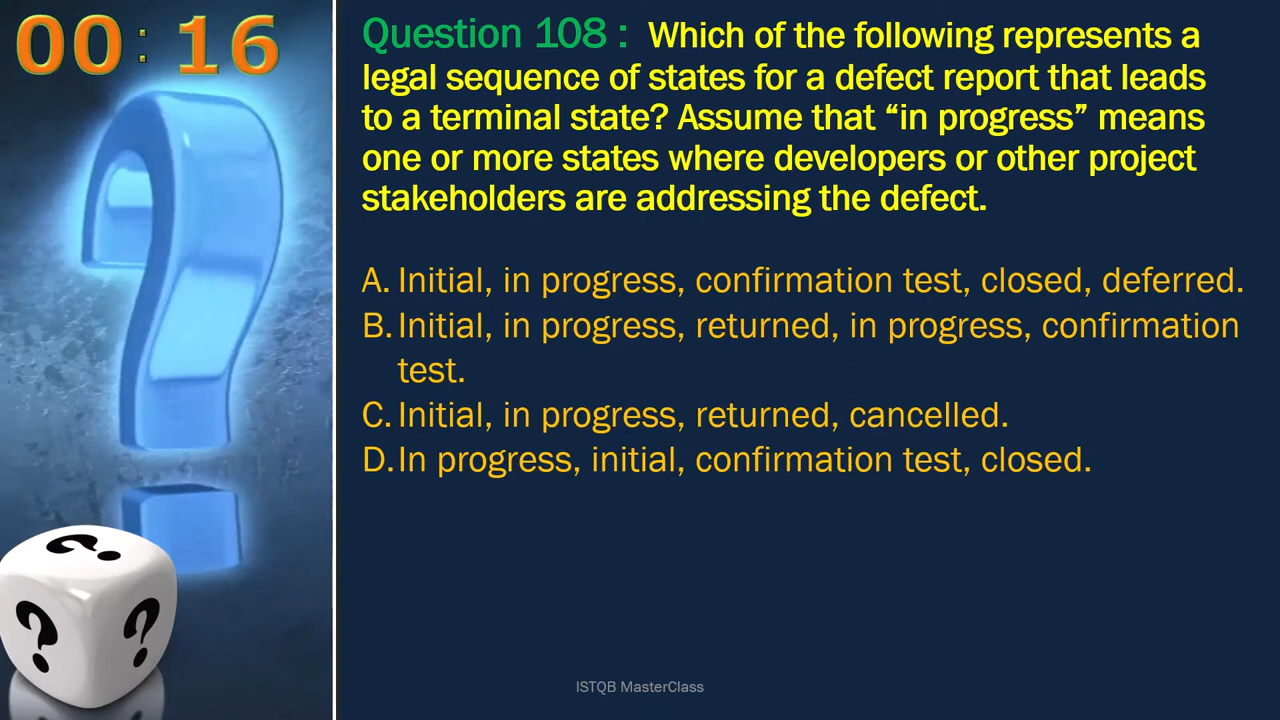 00:16
Question 108 : Which of the following represents a
legal sequence of states for a defect report that leads
to a terminal state? Assume that “in progress” means
one or more states where developers or other project
stakeholders are addressing the defect.
A. Initial, in progress, confirmation test, closed, deferred.
B. Initial, in progress, returned, in progress, confirmation
test.
C. Initial, in progress, returned, cancelled.
D. In progress, initial, confirmation test, closed.
ISTQB MasterClass